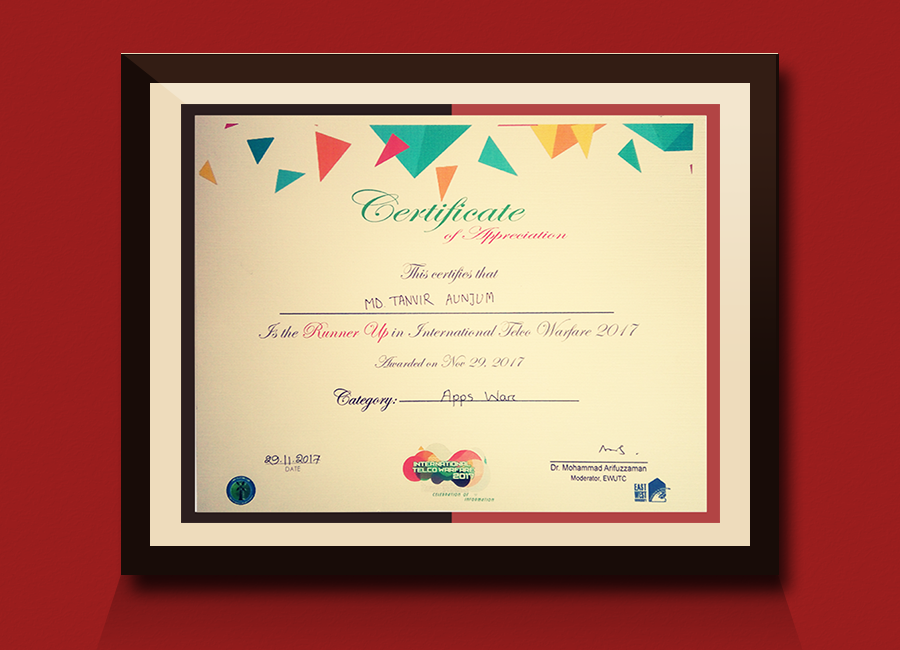 Certificate
of Appreciation
This certifies that
MD. TANVIR AUNJUM
Is the Runner Up in International Telco Warfare 2017
Awarded on Nov 29, 2017
Category: Apps War
29.11.2017
DATE
INTERNATIONAL
TELCO WARFARE
2017
CELEBRATION OF
INFORMATION
Dr. Mohammad Arifuzzaman
Moderator, EWUTC
EAST
WEST